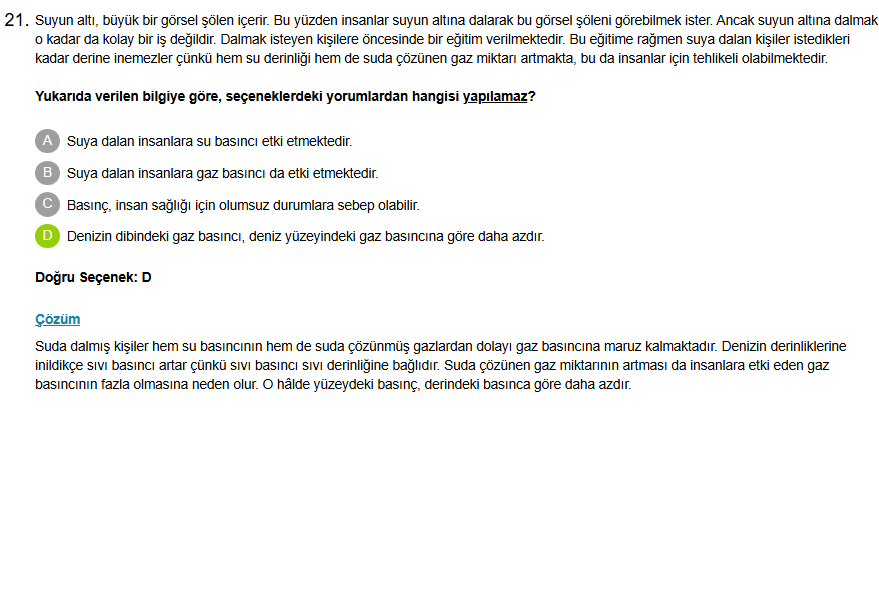 21. Suyun altı, büyük bir görsel şölen içerir. Bu yüzden insanlar suyun altına dalarak bu görsel şöleni görebilmek ister. Ancak suyun altına dalmak
o kadar da kolay bir iş değildir. Dalmak isteyen kişilere öncesinde bir eğitim verilmektedir. Bu eğitime rağmen suya dalan kişiler istedikleri
kadar derine inemezler çünkü hem su derinliği hem de suda çözünen gaz miktarı artmakta, bu da insanlar için tehlikeli olabilmektedir.
Yukarıda verilen bilgiye göre, seçeneklerdeki yorumlardan hangisi yapılamaz?
A Suya dalan insanlara su basıncı etki etmektedir.
B Suya dalan insanlara gaz basıncı da etki etmektedir.
C Basınç, insan sağlığı için olumsuz durumlara sebep olabilir.
D Denizin dibindeki gaz basıncı, deniz yüzeyindeki gaz basıncına göre daha azdır.
Doğru Seçenek: D
Çözüm
Suda dalmış kişiler hem su basıncının hem de suda çözünmüş gazlardan dolayı gaz basıncına maruz kalmaktadır. Denizin derinliklerine
inildikçe sıvı basıncı artar çünkü sıvı basıncı sıvı derinliğine bağlıdır. Suda çözünen gaz miktarının artması da insanlara etki eden gaz
basıncının fazla olmasına neden olur. O hâlde yüzeydeki basınç, derindeki basınca göre daha azdır.